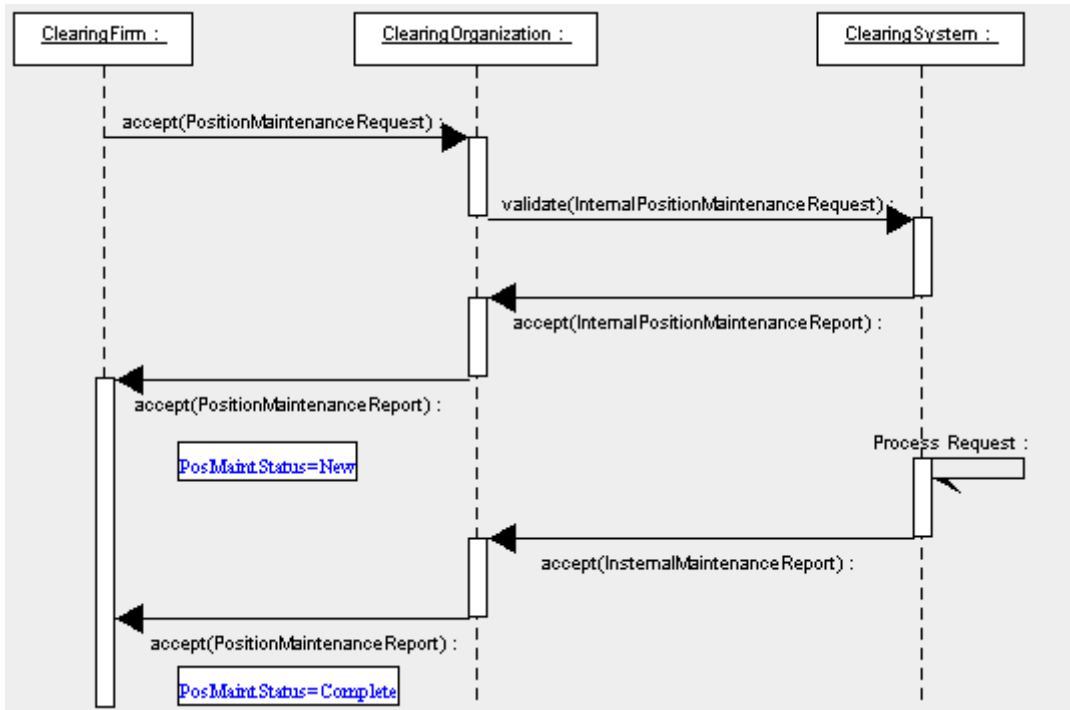 ClearingFirm :
ClearingOrganization :
ClearingSystem :
accept(PositionMaintenanceRequest) :
validate(InternalPositionMaintenanceRequest) :
accept(InternalPositionMaintenanceReport) :
accept(PositionMaintenanceReport) :
Process Request :
PosMaintStatus=New
accept(InsternalMaintenanceReport) :
accept(PositionMaintenanceReport) :
PosMaintStatus=Complete